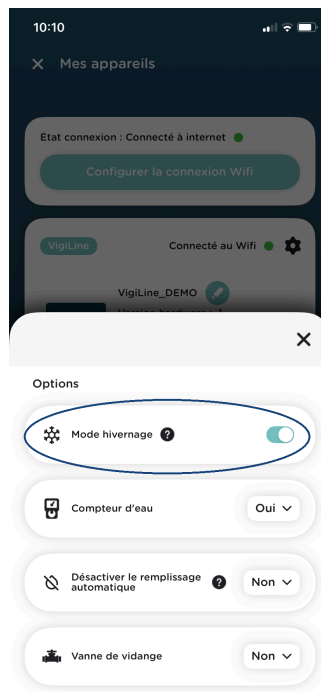 10:10
Mes appareils
Etat connexion : Connecté à internet
Configurer la connexion Wifi
VigiLine
Connecté au Wifi
VigiLine_DEMO
Options
Mode hivernage ?
Compteur d'eau
Oui
Désactiver le remplissage
automatique
?
Non
Vanne de vidange
Non